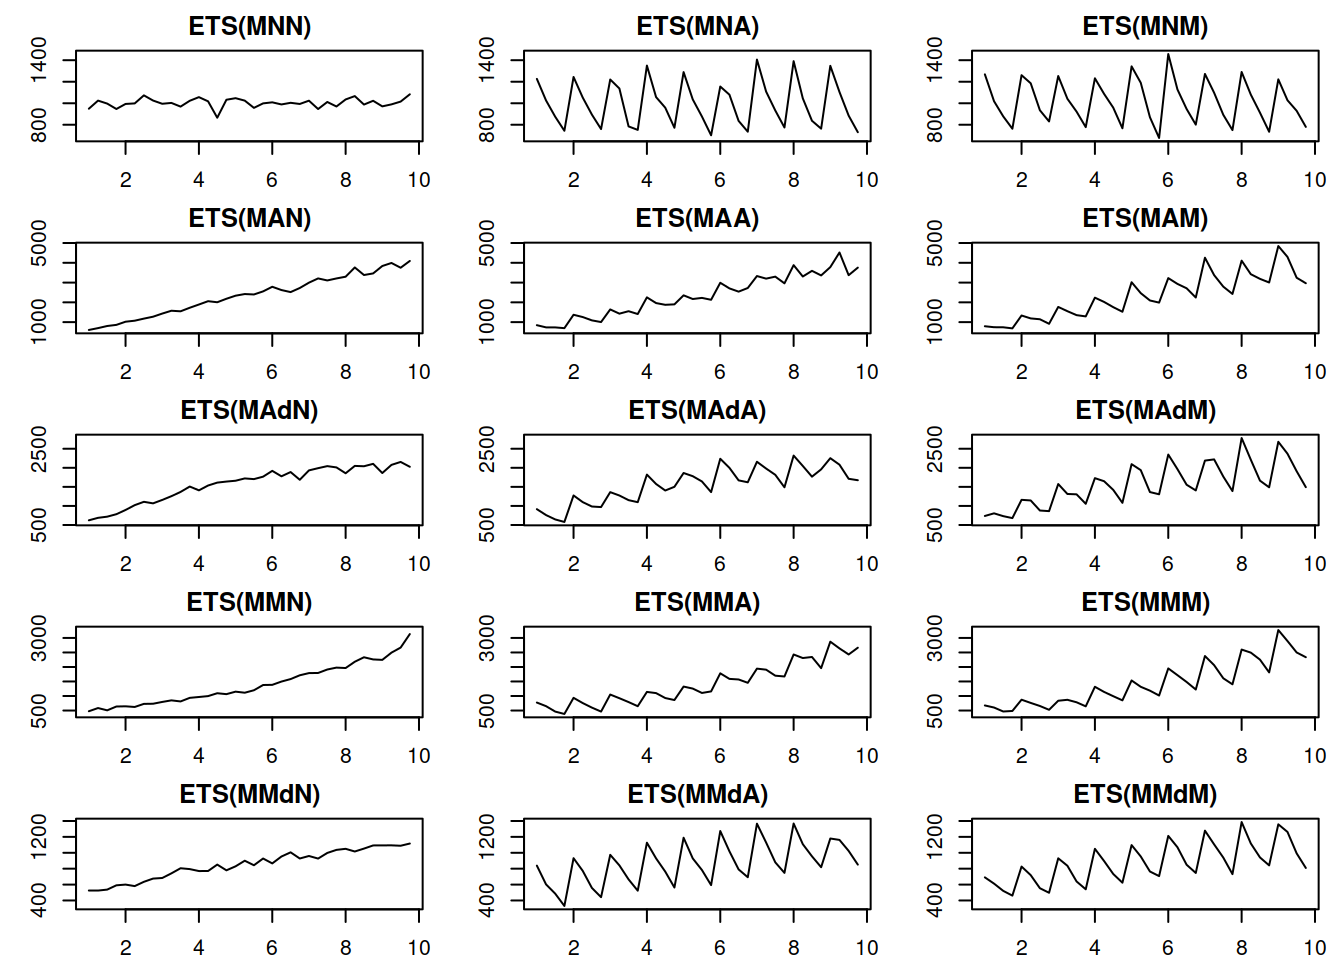 ETS(MNN) ETS(MNA) ETS(MNM)
1400 1400 1400
800 800 800
2 4 6 8 10 2 4 6 8 10 2 4 6 8 10
ETS(MAN) ETS(MAA) ETS(MAM)
5000 5000 5000
1000 1000 1000
2 4 6 8 10 2 4 6 8 10 2 4 6 8 10
ETS(MAdN) ETS(MAdA) ETS(MAdM)
2500 2500 2500
500 500 500
2 4 6 8 10 2 4 6 8 10 2 4 6 8 10
ETS(MMN) ETS(MMA) ETS(MMM)
3000 3000 3000
500 500 500
2 4 6 8 10 2 4 6 8 10 2 4 6 8 10
ETS(MMdN) ETS(MMdA) ETS(MMdM)
1200 1200 1200
400 400 400
2 4 6 8 10 2 4 6 8 10 2 4 6 8 10